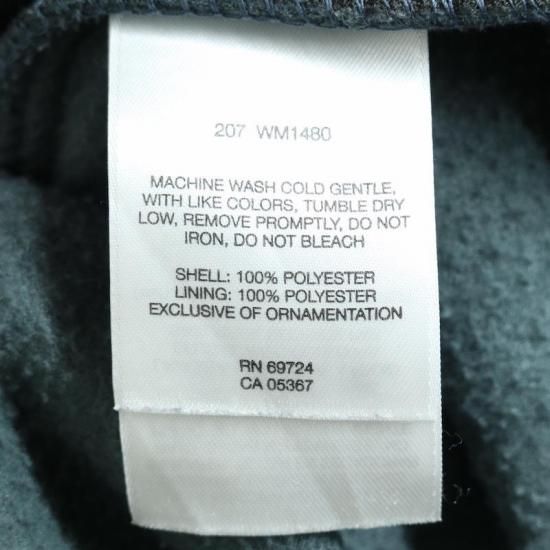 207 WM1480
MACHINE WASH COLD GENTLE,
WITH LIKE COLORS, TUMBLE DRY
LOW, REMOVE PROMPTLY, DO NOT
IRON, DO NOT BLEACH
SHELL: 100% POLYESTER
LINING: 100% POLYESTER
EXCLUSIVE OF ORNAMENTATION
RN 69724
CA 05367